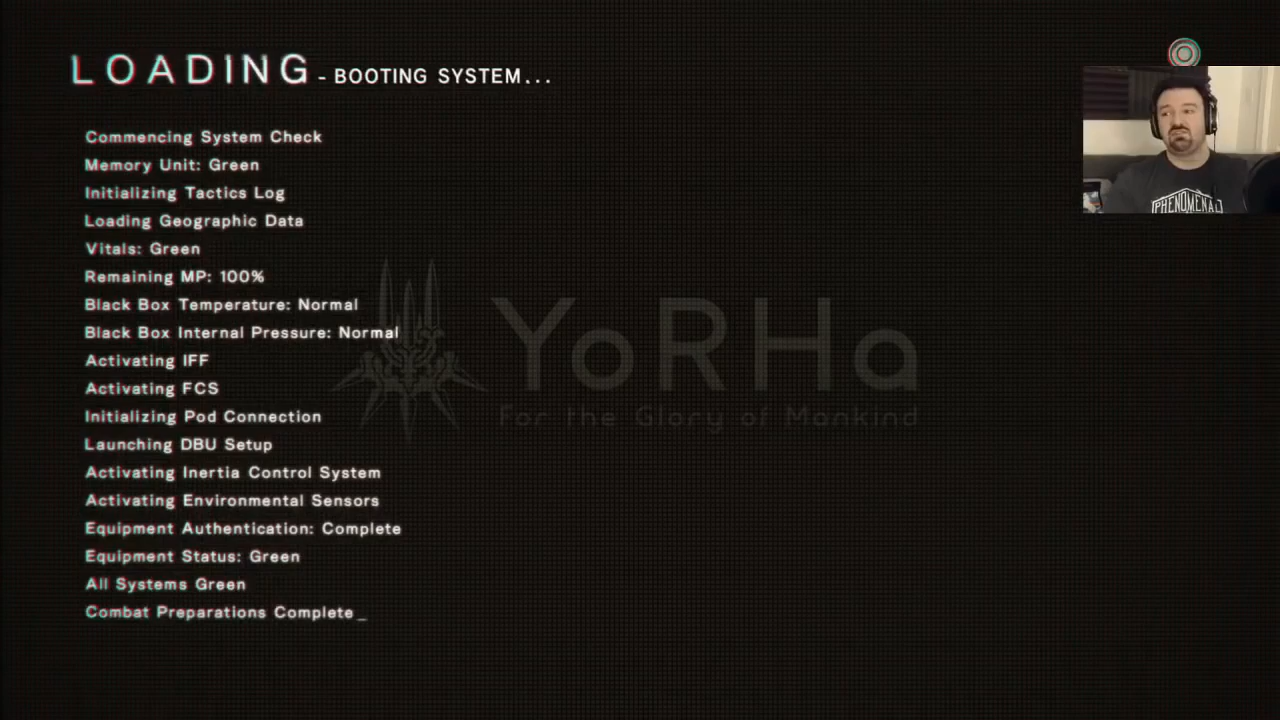 LOADING - BOOTING SYSTEM...
Commencing System Check
Memory Unit: Green
Initializing Tactics Log
Loading Geographic Data
Vitals: Green
Remaining MP: 100%
Black Box Temperature: Normal
Black Box Internal Pressure: Normal
Activating IFF
Activating FCS
Initializing Pod Connection
Launching DBU Setup
Activating Inertia Control System
Activating Environmental Sensors
Equipment Authentication: Complete
Equipment Status: Green
All Systems Green
Combat Preparations Complete_
YoRHa
For the Glory of Mankind
PHENOMENAL